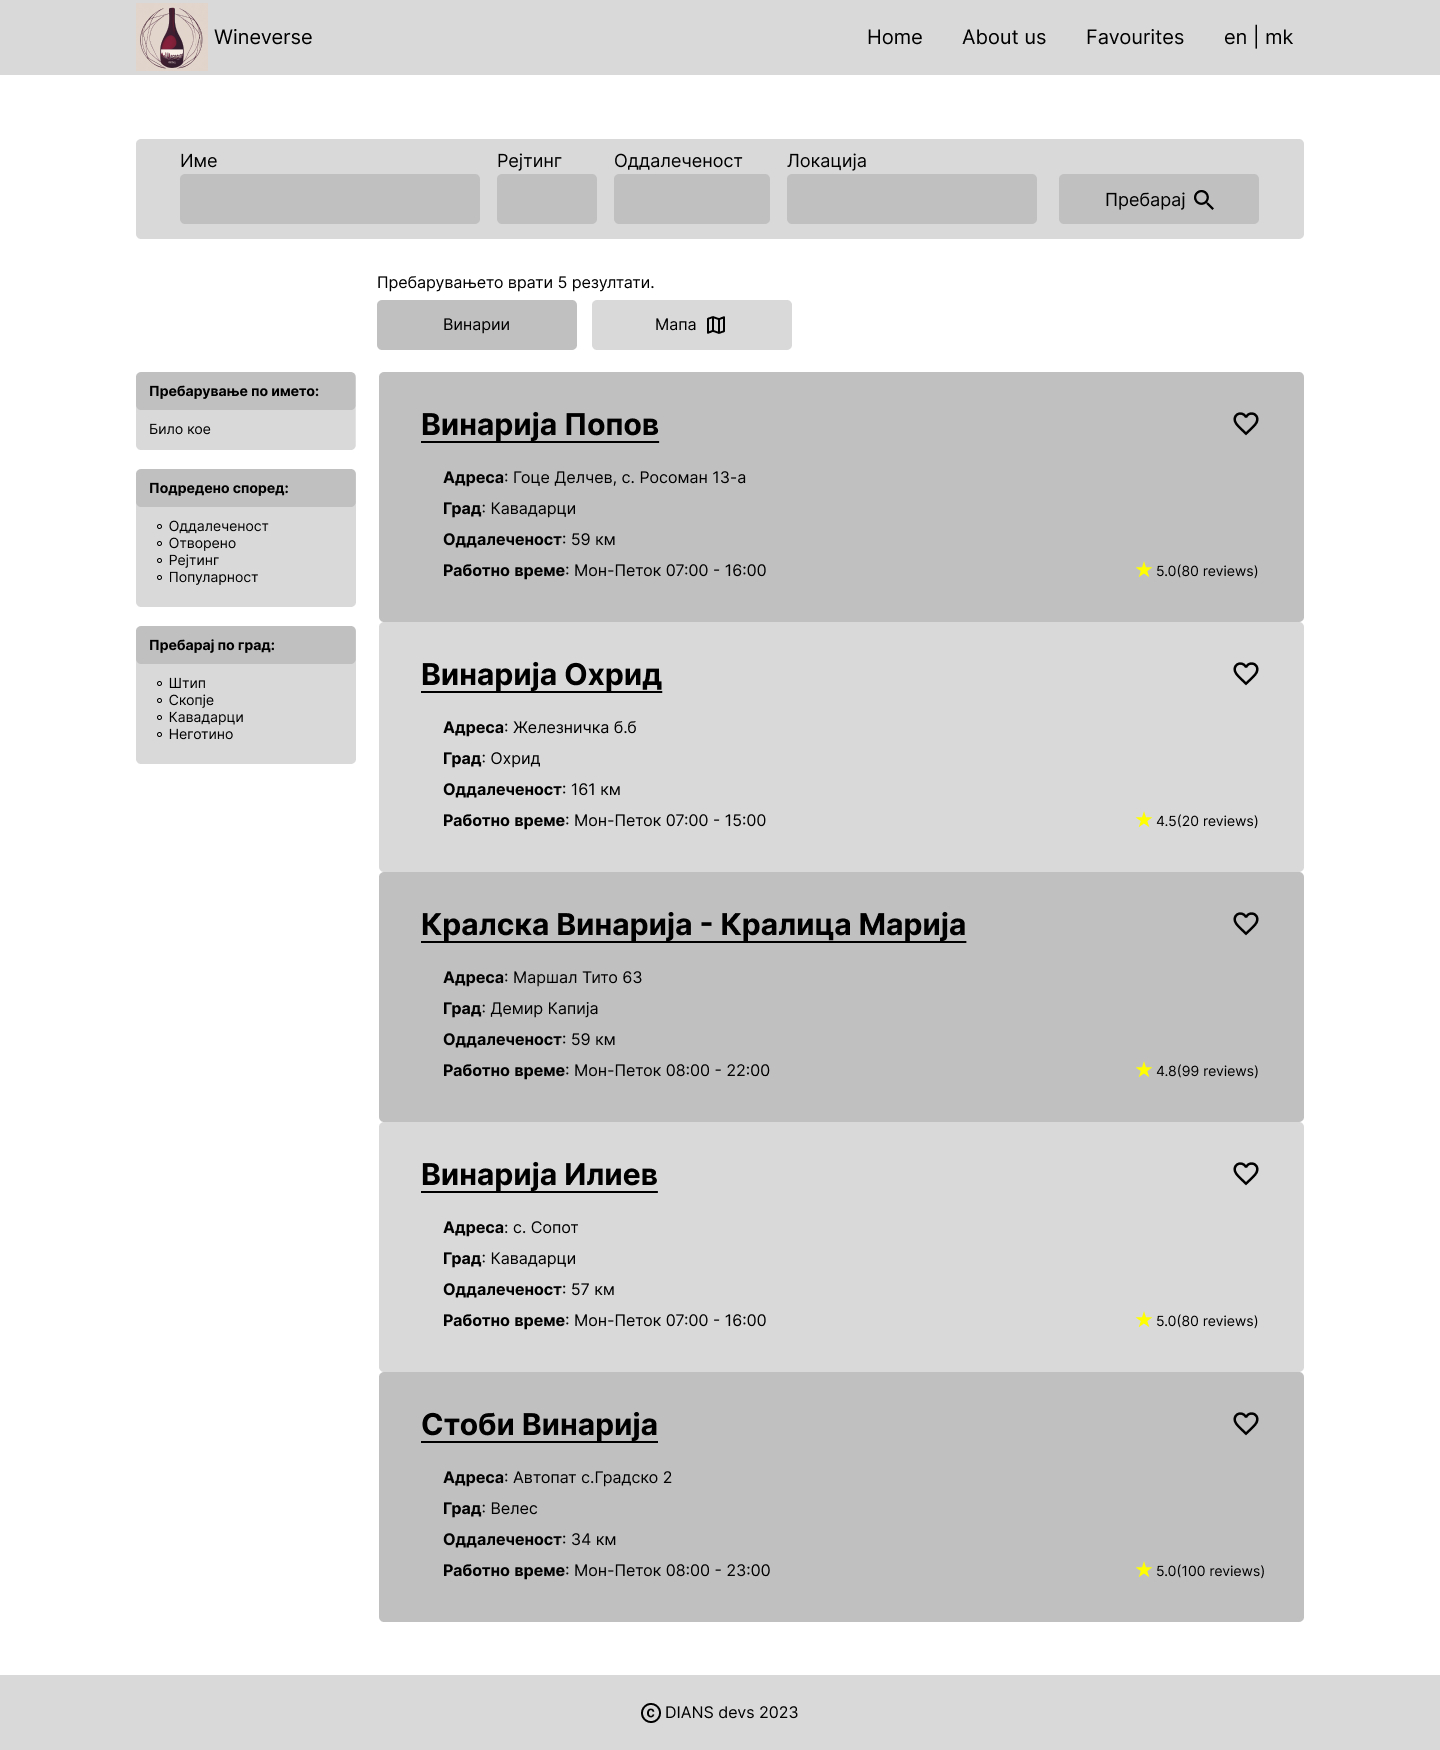 Wineverse
Home
About us
Favourites
en | mk
Име
Рејтинг
Оддалеченост
Локација
Пребарај
Пребарувањето врати 5 резултати.
Винарии
Мапа
Пребарување по името:
Било кое
Подредено според:
Оддалеченост
Отворено
Рејтинг
Популарност
Пребарај по град:
Штип
Скопје
Кавадарци
Неготино
Винарија Попов
Адреса: Гоце Делчев, с. Росоман 13-а
Град: Кавадарци
Оддалеченост: 59 км
Работно време: Мон-Петок 07:00 - 16:00
5.0(80 reviews)
Винарија Охрид
Адреса: Железничка б.б
Град: Охрид
Оддалеченост: 161 км
Работно време: Мон-Петок 07:00 - 15:00
4.5(20 reviews)
Кралска Винарија - Кралица Марија
Адреса: Маршал Тито 63
Град: Демир Капија
Оддалеченост: 59 км
Работно време: Мон-Петок 08:00 - 22:00
4.8(99 reviews)
Винарија Илиев
Адреса: с. Сопот
Град: Кавадарци
Оддалеченост: 57 км
Работно време: Мон-Петок 07:00 - 16:00
5.0(80 reviews)
Стоби Винарија
Адреса: Автопат с.Градско 2
Град: Велес
Оддалеченост: 34 км
Работно време: Мон-Петок 08:00 - 23:00
5.0(100 reviews)
© DIANS devs 2023